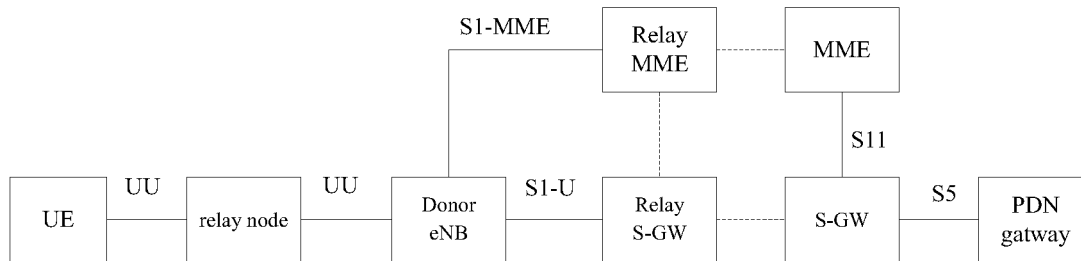 S1-MME
Relay
MME
MME
S11
UU
UU
S1-U
S5
UE
relay node
Donor
eNB
Relay
S-GW
S-GW
PDN
gatway